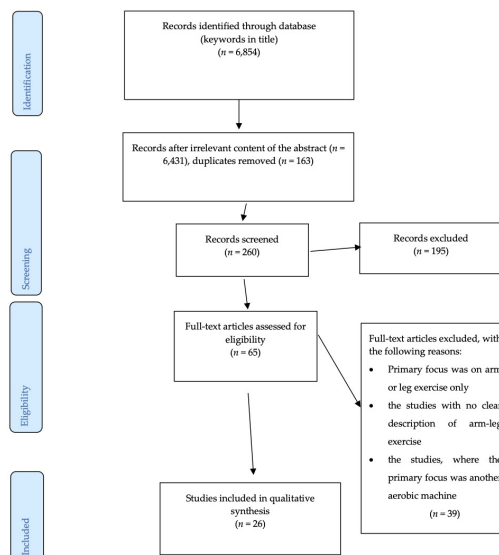 Identification
Records identified through database
(keywords in title)
(n = 6,854)
Records after irrelevant content of the abstract (n =
6,431), duplicates removed (n = 163)
Screening
Records screened
(n = 260)
Records excluded
(n = 195)
Eligibility
Full-text articles assessed for
eligibility
(n = 65)
Full-text articles excluded, with
the following reasons:
• Primary focus was on arm
or leg exercise only
• the studies with no clear
description of arm-leg
exercise
• the studies, where the
primary focus was another
aerobic machine
(n = 39)
Included
Studies included in qualitative
synthesis
(n = 26)